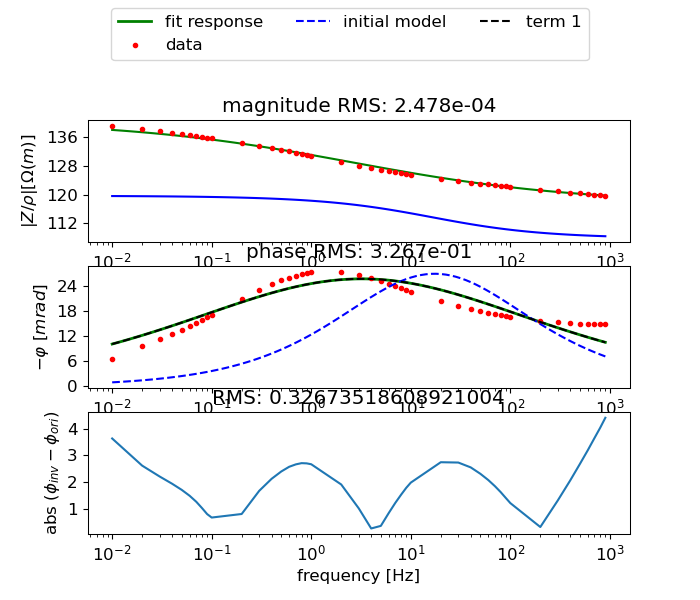 fit response initial model term 1
data
magnitude RMS: 2.478e-04
|Z/ρ|[Ω(m)]
136
128
120
112
10⁻² 10⁻¹ 10⁰ 10¹ 10² 10³
phase RMS: 3.267e-01
−φ [mrad]
24
18
12
6
0
10⁻² 10⁻¹ 10⁰ 10¹ 10² 10³
RMS: 0.32673518608921004
abs (ϕinv − ϕori)
4
3
2
1
10⁻² 10⁻¹ 10⁰ 10¹ 10² 10³
frequency [Hz]